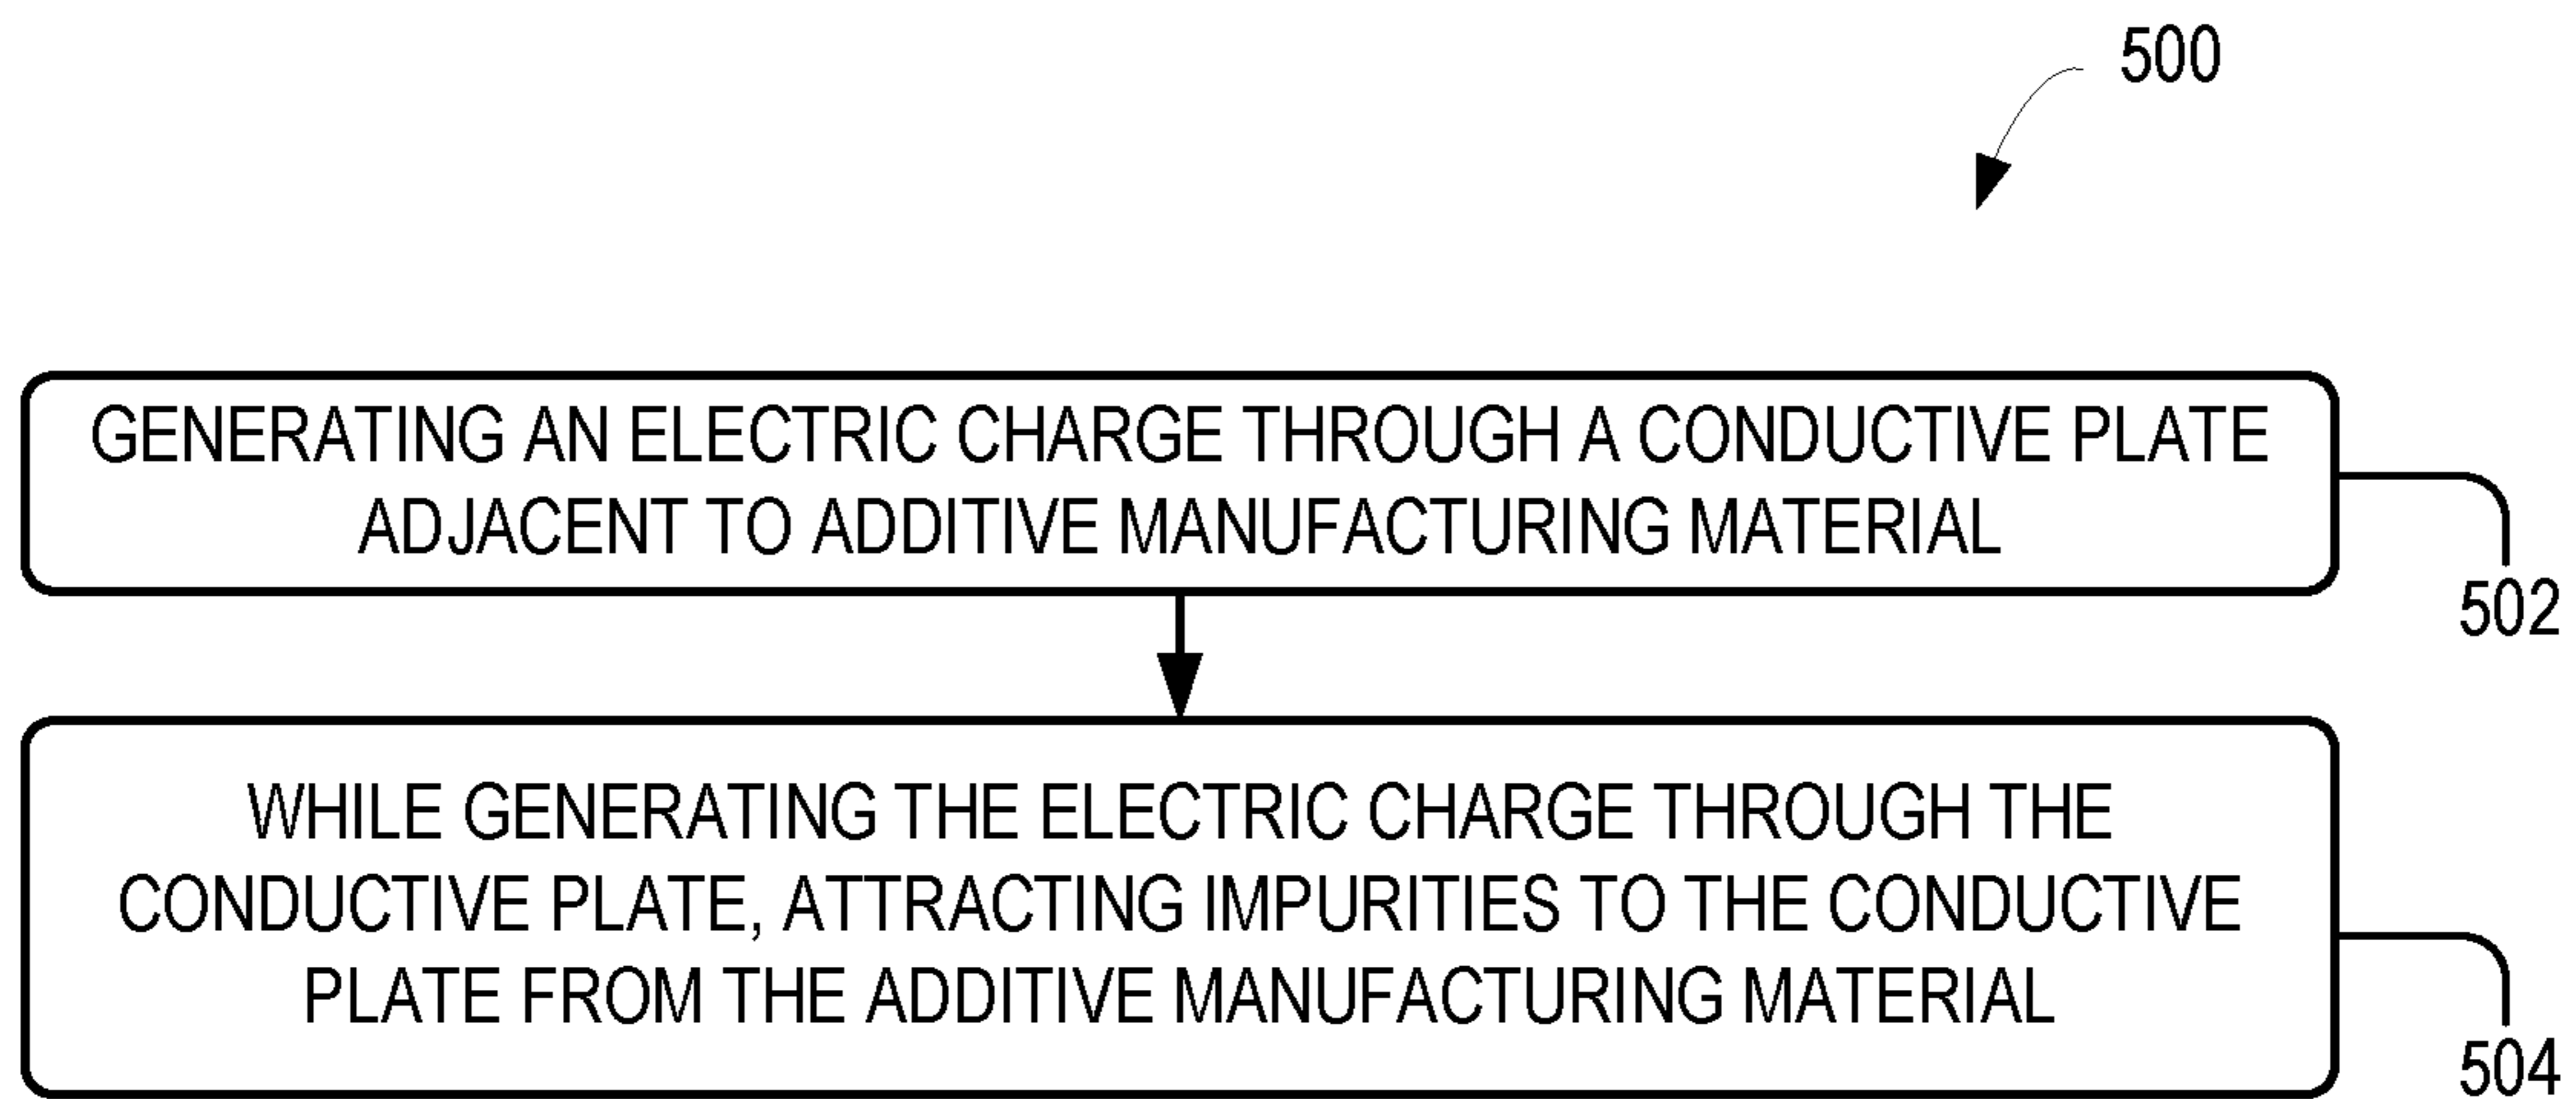 500
GENERATING AN ELECTRIC CHARGE THROUGH A CONDUCTIVE PLATE
ADJACENT TO ADDITIVE MANUFACTURING MATERIAL
502
WHILE GENERATING THE ELECTRIC CHARGE THROUGH THE
CONDUCTIVE PLATE, ATTRACTING IMPURITIES TO THE CONDUCTIVE
PLATE FROM THE ADDITIVE MANUFACTURING MATERIAL
504